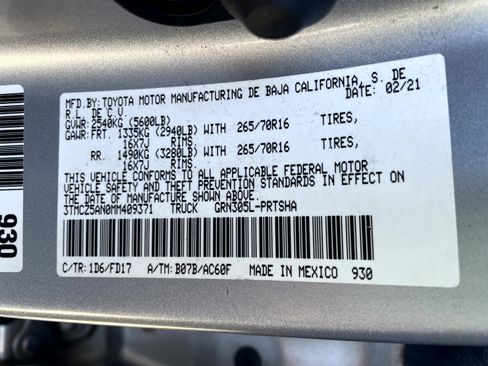 MFD.BY: TOYOTA MOTOR MANUFACTURING DE BAJA CALIFORNIA, S. DE
R.L. DE C.V. DATE: 02/21
GVWR: 2540KG (5600LB)
GAWR: FRT. 1335KG (2940LB) WITH 265/70R16 TIRES,
16X7J RIMS.
RR. 1490KG (3280LB) WITH 265/70R16 TIRES,
16X7J RIMS.
THIS VEHICLE CONFORMS TO ALL APPLICABLE FEDERAL MOTOR
VEHICLE SAFETY AND THEFT PREVENTION STANDARDS IN EFFECT ON
THE DATE OF MANUFACTURE SHOWN ABOVE.
3TMCZ5AN0MM409371 TRUCK GRN305L-PRTSHA
C/TR: 1D6/FD17 A/TM: B07B/AC60F MADE IN MEXICO 930
930